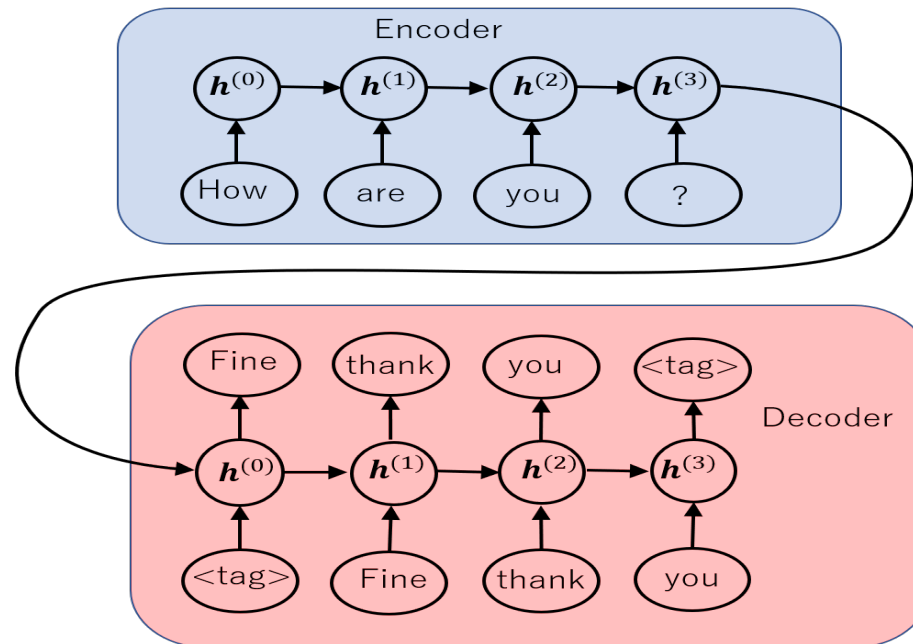 Encoder
h^(0) h^(1) h^(2) h^(3)
How are you ?
Fine thank you <tag>
Decoder
h^(0) h^(1) h^(2) h^(3)
<tag> Fine thank you